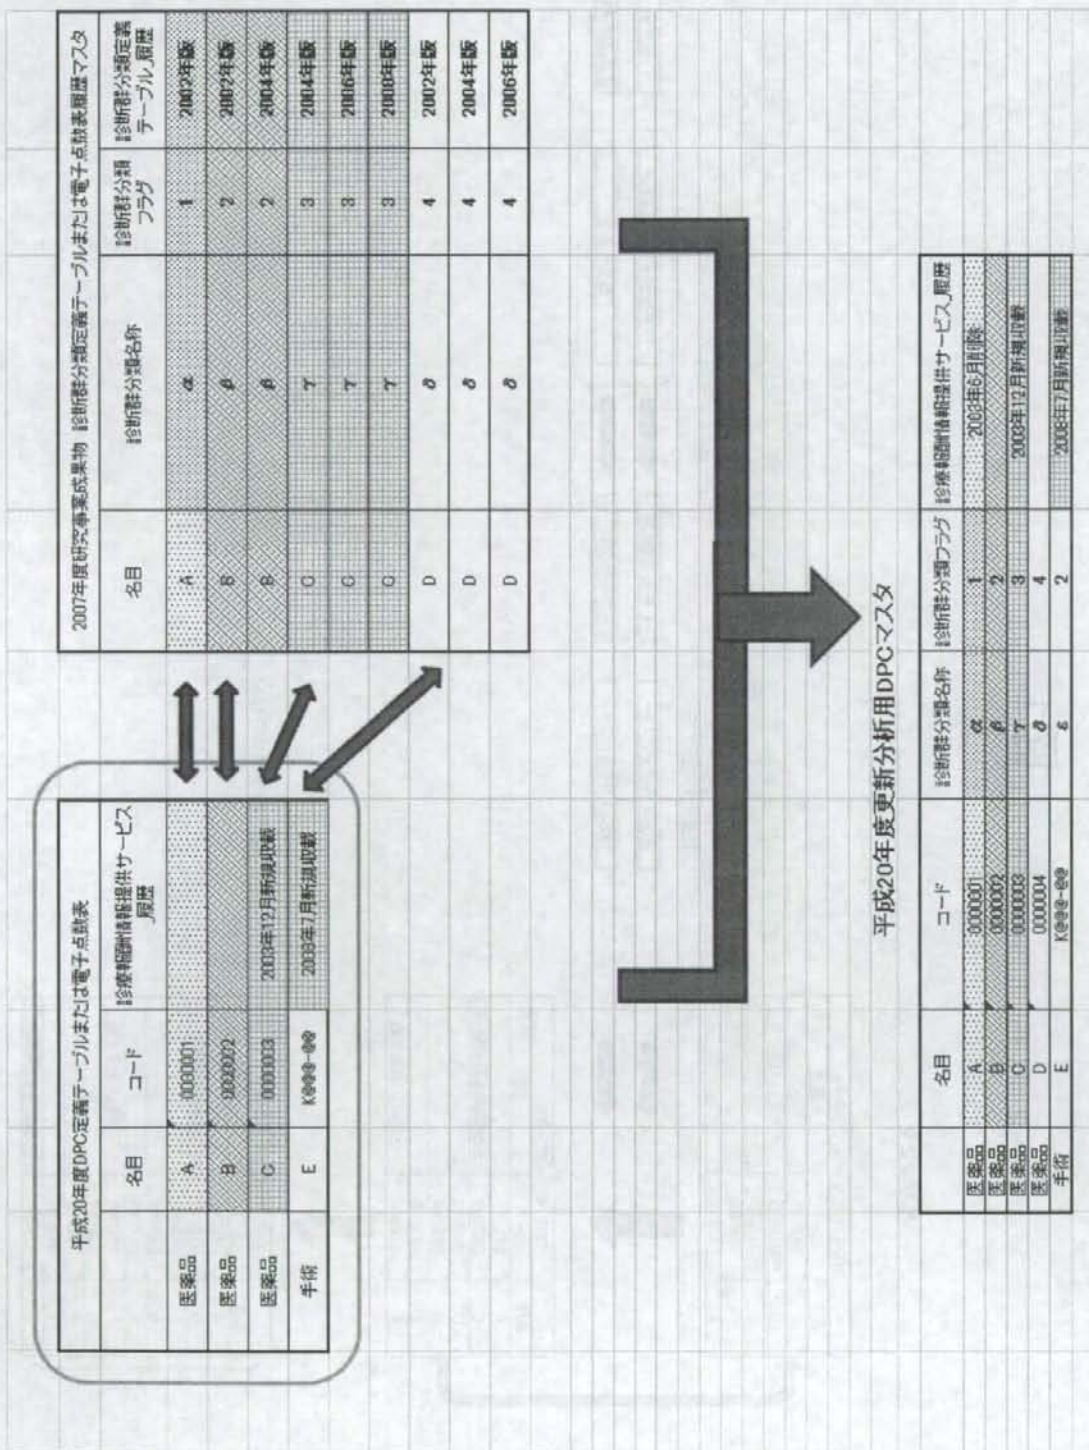 平成20年度DPC定義テーブルまたは電子点数表
名目 コード 診療報酬情報提供サービス_履歴
医薬品 A 0000001
医薬品 B 0000002
医薬品 C 0000003 2003年12月新規収載
手術 E K@@@-@@ 2008年7月新規収載
2007年度研究事業成果物 診断群分類定義テーブルまたは電子点数表履歴マスタ
名目 診断群分類名称 診断群分類フラグ 診断群分類定義テーブル_履歴
A α 1 2002年版
B β 2 2002年版
B β 2 2004年版
C γ 3 2004年版
C γ 3 2006年版
C γ 3 2008年版
D δ 4 2002年版
D δ 4 2004年版
D δ 4 2006年版
平成20年度更新分析用DPCマスタ
名目 コード 診断群分類名称 診断群分類フラグ 診療報酬情報提供サービス_履歴
医薬品 A 0000001 α 1 2003年6月削除
医薬品 B 0000002 β 2
医薬品 C 0000003 γ 3 2003年12月新規収載
医薬品 D 0000004 δ 4
手術 E K@@@-@@ ε 2 2008年7月新規収載